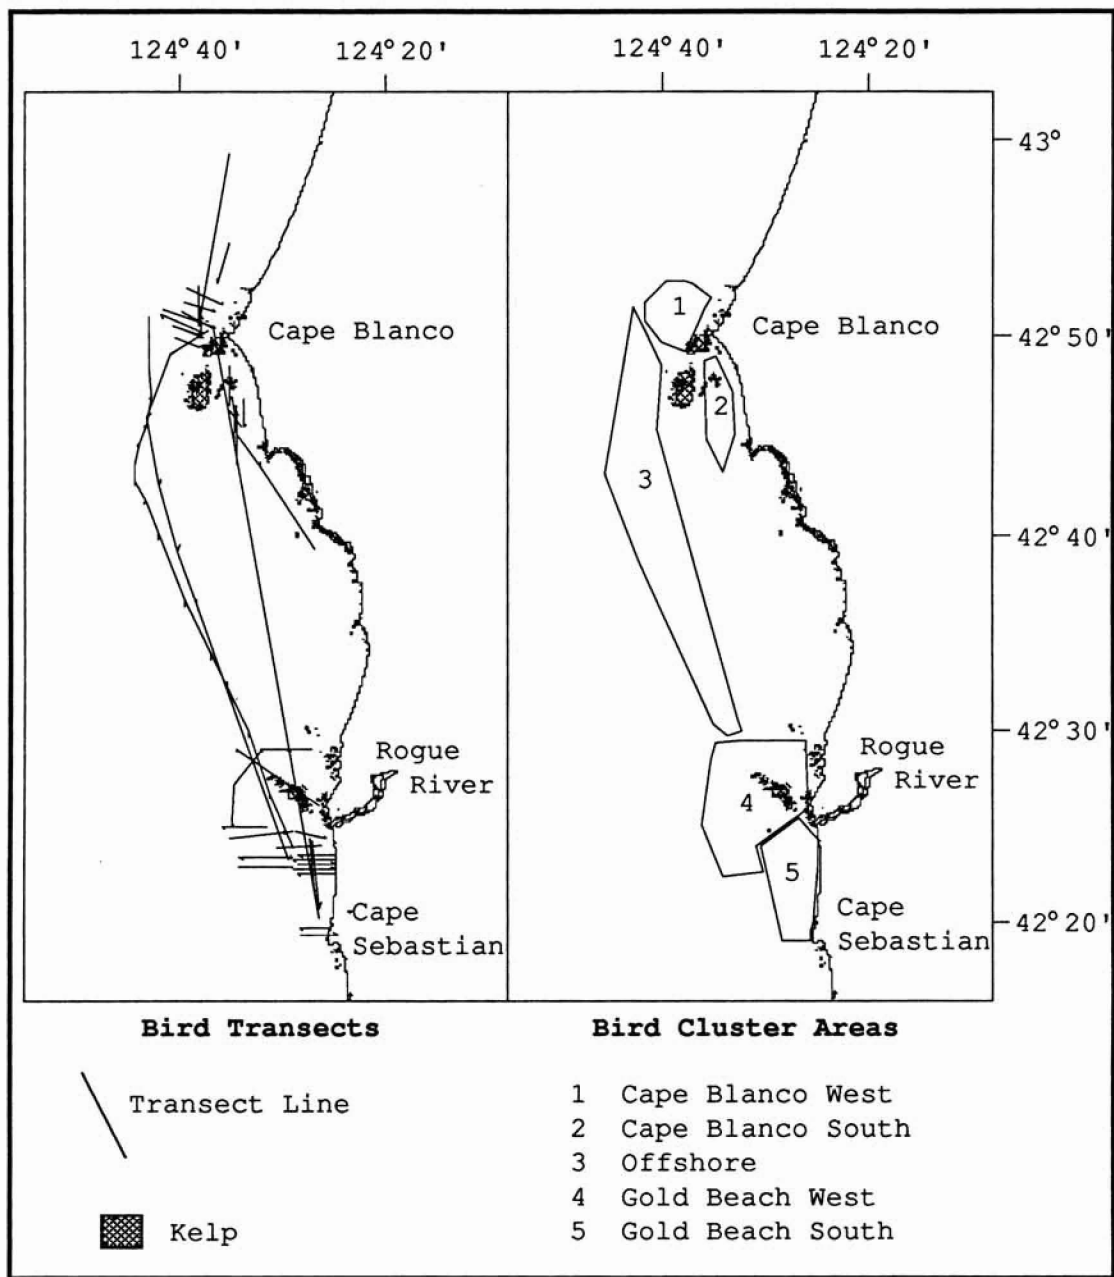 124°40' 124°20' 124°40' 124°20'
43°
Cape Blanco
1
Cape Blanco
42°50'
2
3
42°40'
42°30'
Rogue
River
Rogue
River
4
5
Cape
Sebastian
Cape
Sebastian
42°20'
Bird Transects
Bird Cluster Areas
Transect Line
Kelp
1 Cape Blanco West
2 Cape Blanco South
3 Offshore
4 Gold Beach West
5 Gold Beach South